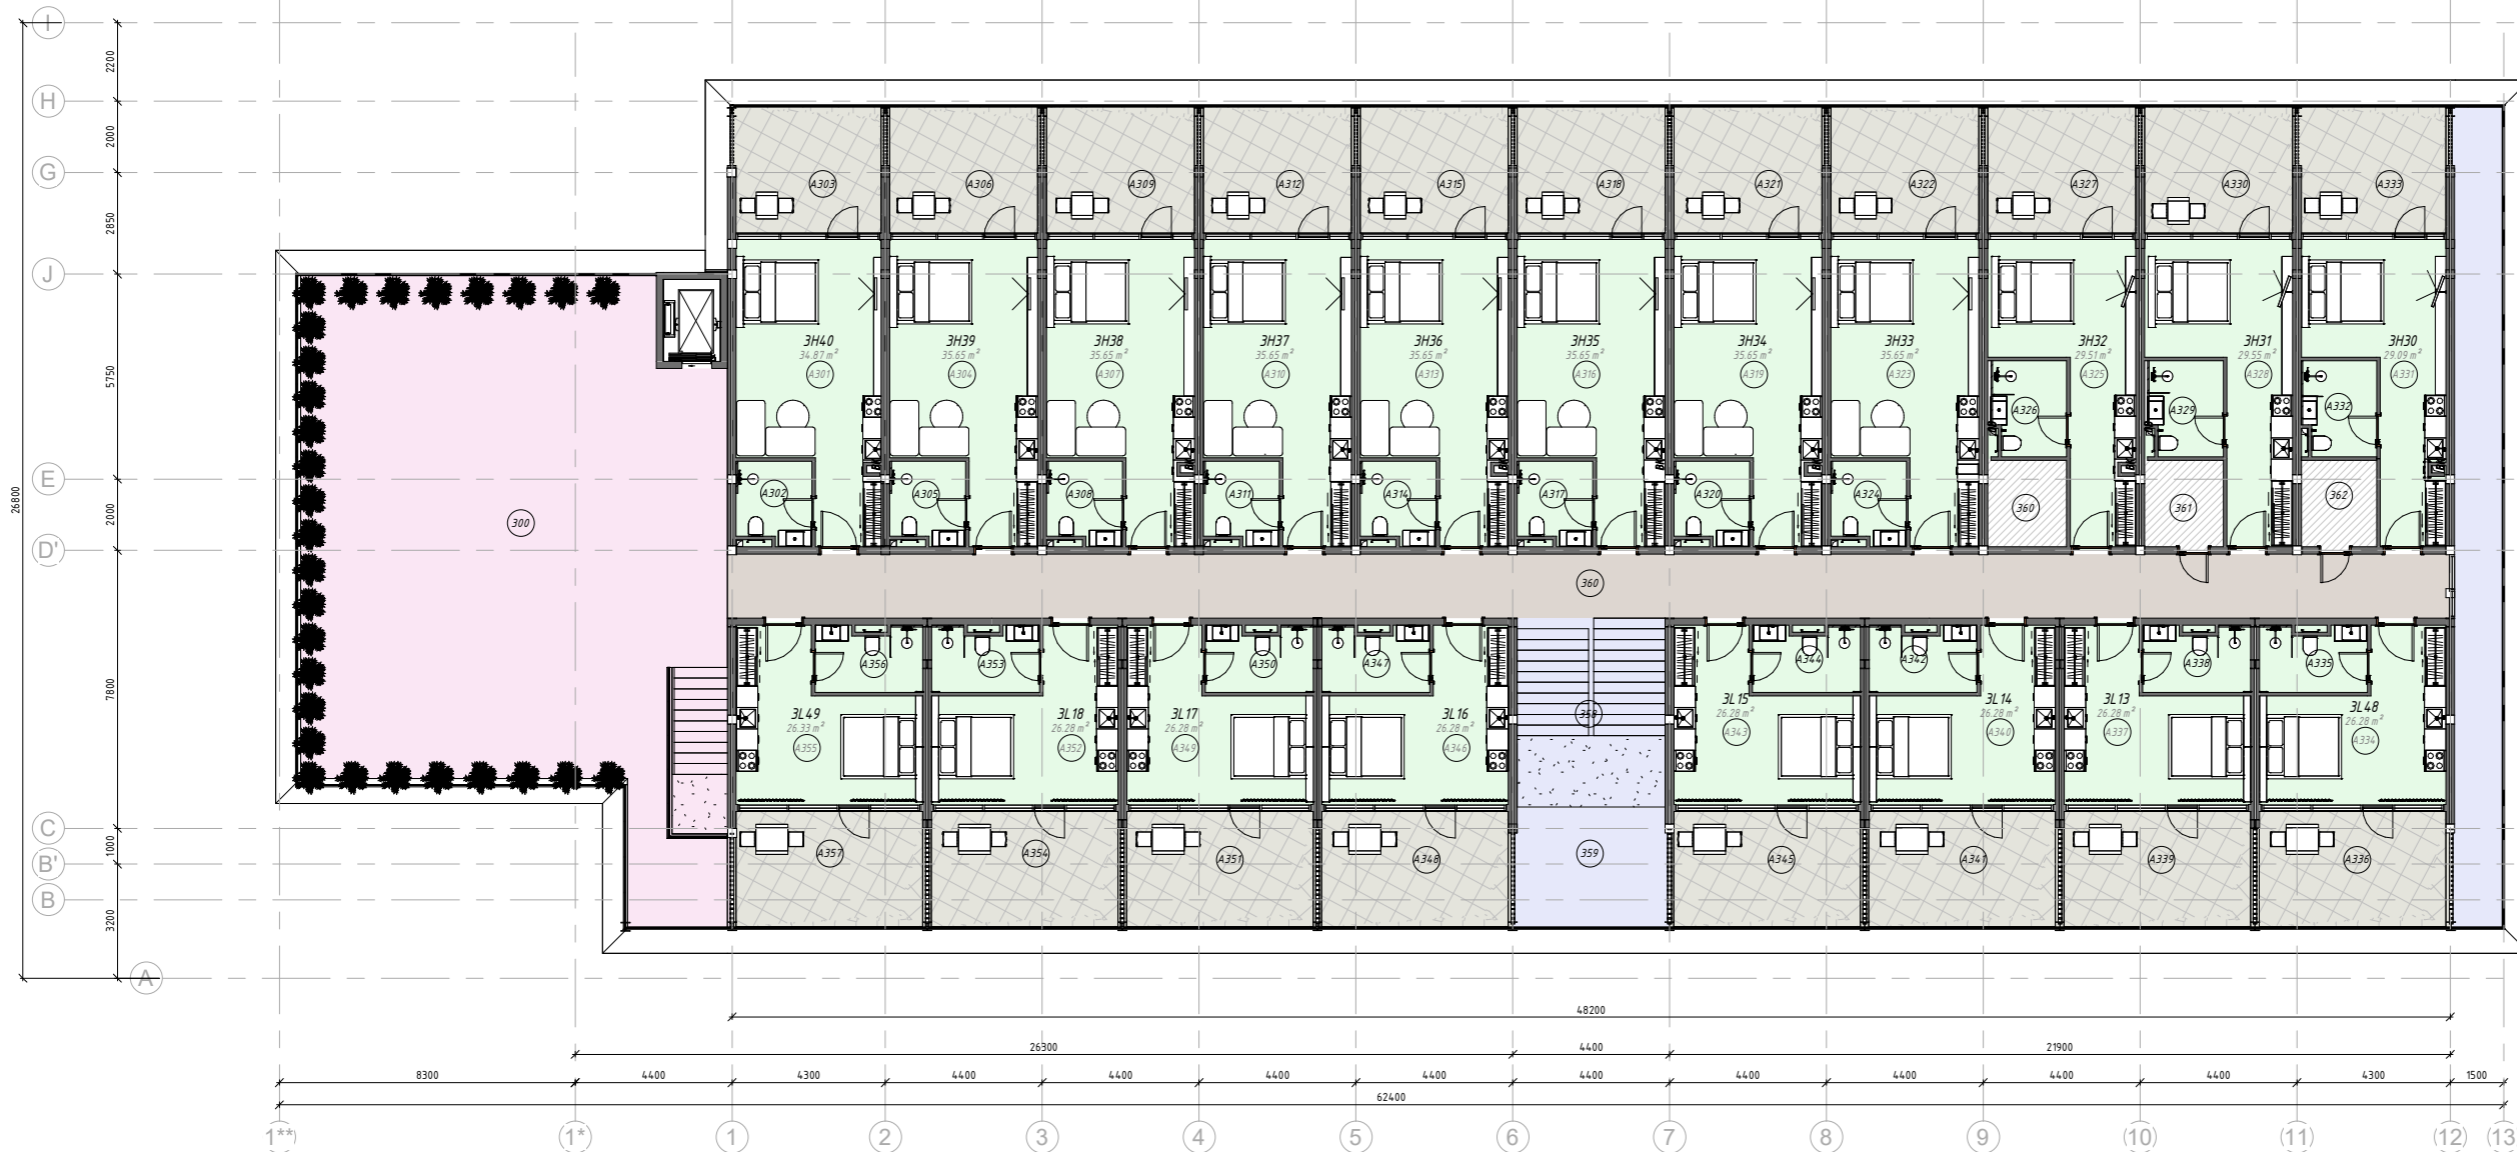 I
H
G
J
E
D'
C
B'
B
A
26800
2200
2000
2850
5750
2000
7800
1000
3200
A303
A306
A309
A312
A315
A318
A321
A322
A327
A330
A333
3H40
34.87 m²
A301
3H39
35.65 m²
A304
3H38
35.65 m²
A307
3H37
35.65 m²
A310
3H36
35.65 m²
A313
3H35
35.65 m²
A316
3H34
35.65 m²
A319
3H33
35.65 m²
A323
3H32
29.51 m²
A325
3H31
29.55 m²
A328
3H30
29.09 m²
A331
A326
A329
A332
A302
A305
A308
A311
A314
A317
A320
A324
360
361
362
300
360
A356
A353
A350
A347
A344
A342
A338
A335
3L49
26.33 m²
A355
3L18
26.28 m²
A352
3L17
26.28 m²
A349
3L16
26.28 m²
A346
358
3L15
26.28 m²
A343
3L14
26.28 m²
A340
3L13
26.28 m²
A337
3L48
26.28 m²
A334
A357
A354
A351
A348
359
A345
A341
A339
A336
48200
26300 4400 21900
8300 4400 4300 4400 4400 4400 4400 4400 4400 4400 4400 4400 4300 1500
62400
1** 1* 1 2 3 4 5 6 7 8 9 10 11 12 13